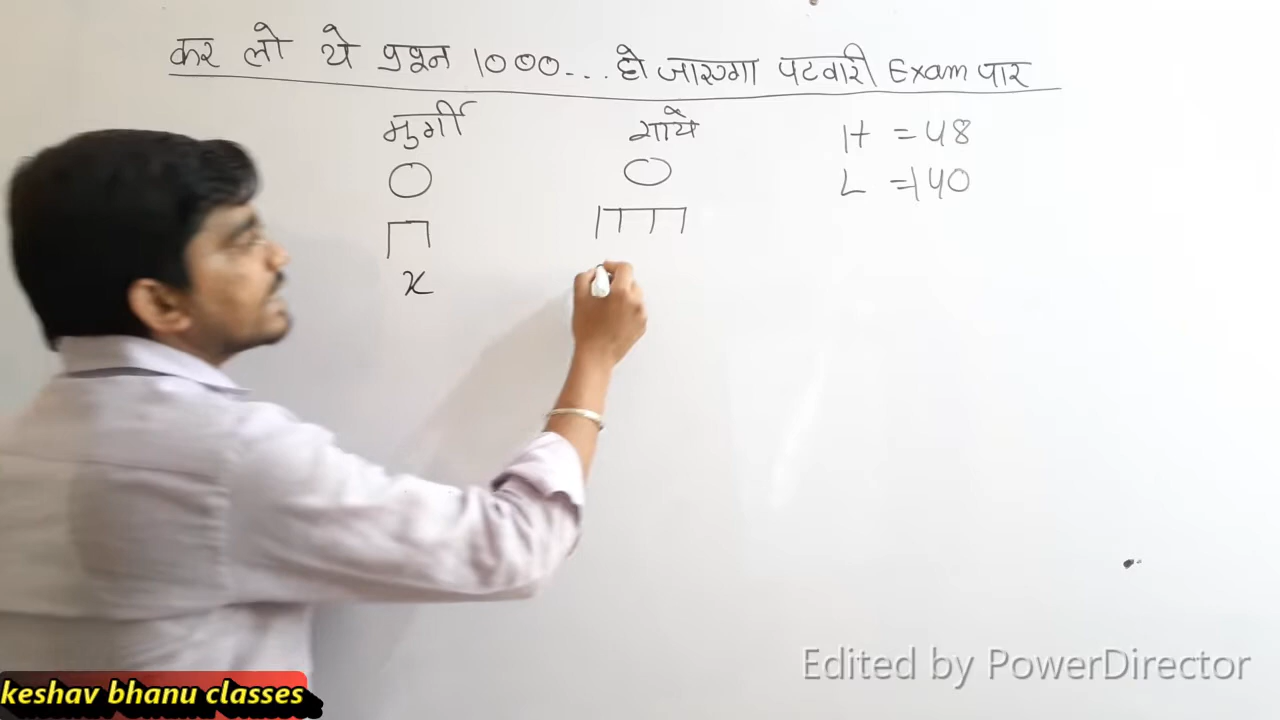 कर लो ये प्रश्न 1000... हो जाएगा पटवारी Exam पार
मुर्गी गाये H = 48
L = 140
x
Edited by PowerDirector
keshav bhanu classes